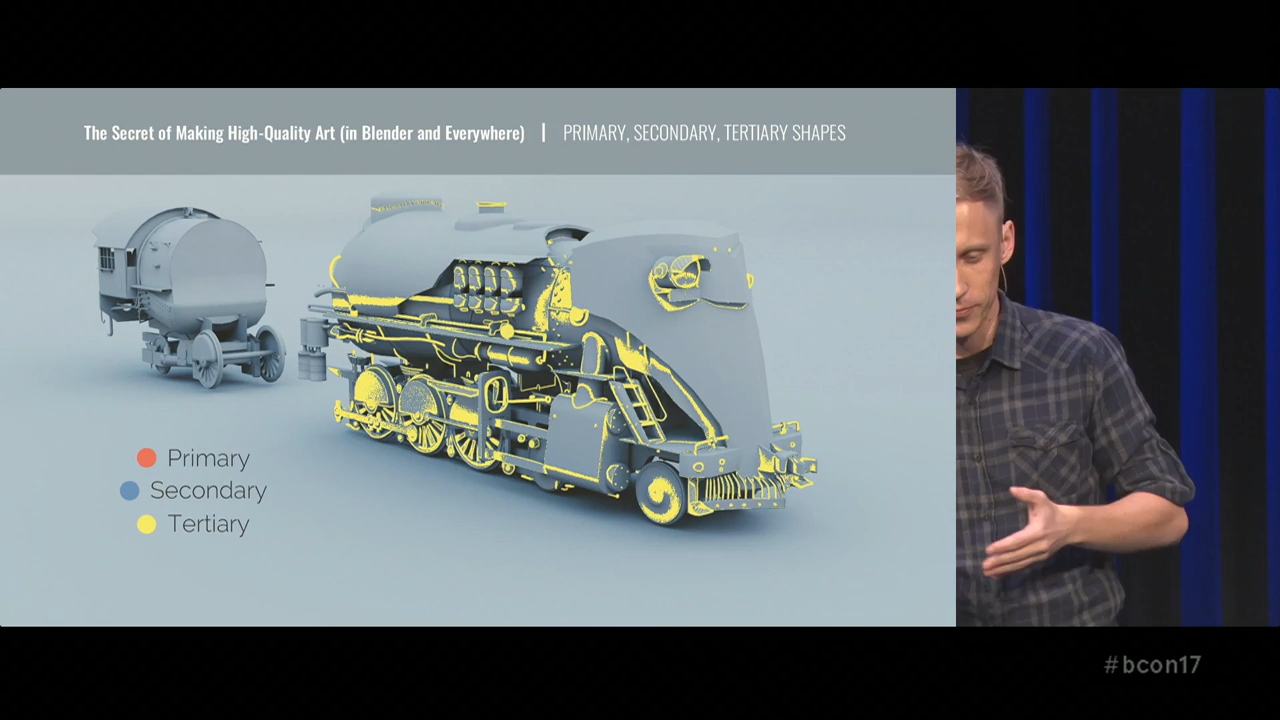 The Secret of Making High-Quality Art (in Blender and Everywhere) | PRIMARY, SECONDARY, TERTIARY SHAPES
Primary
Secondary
Tertiary
#bcon17